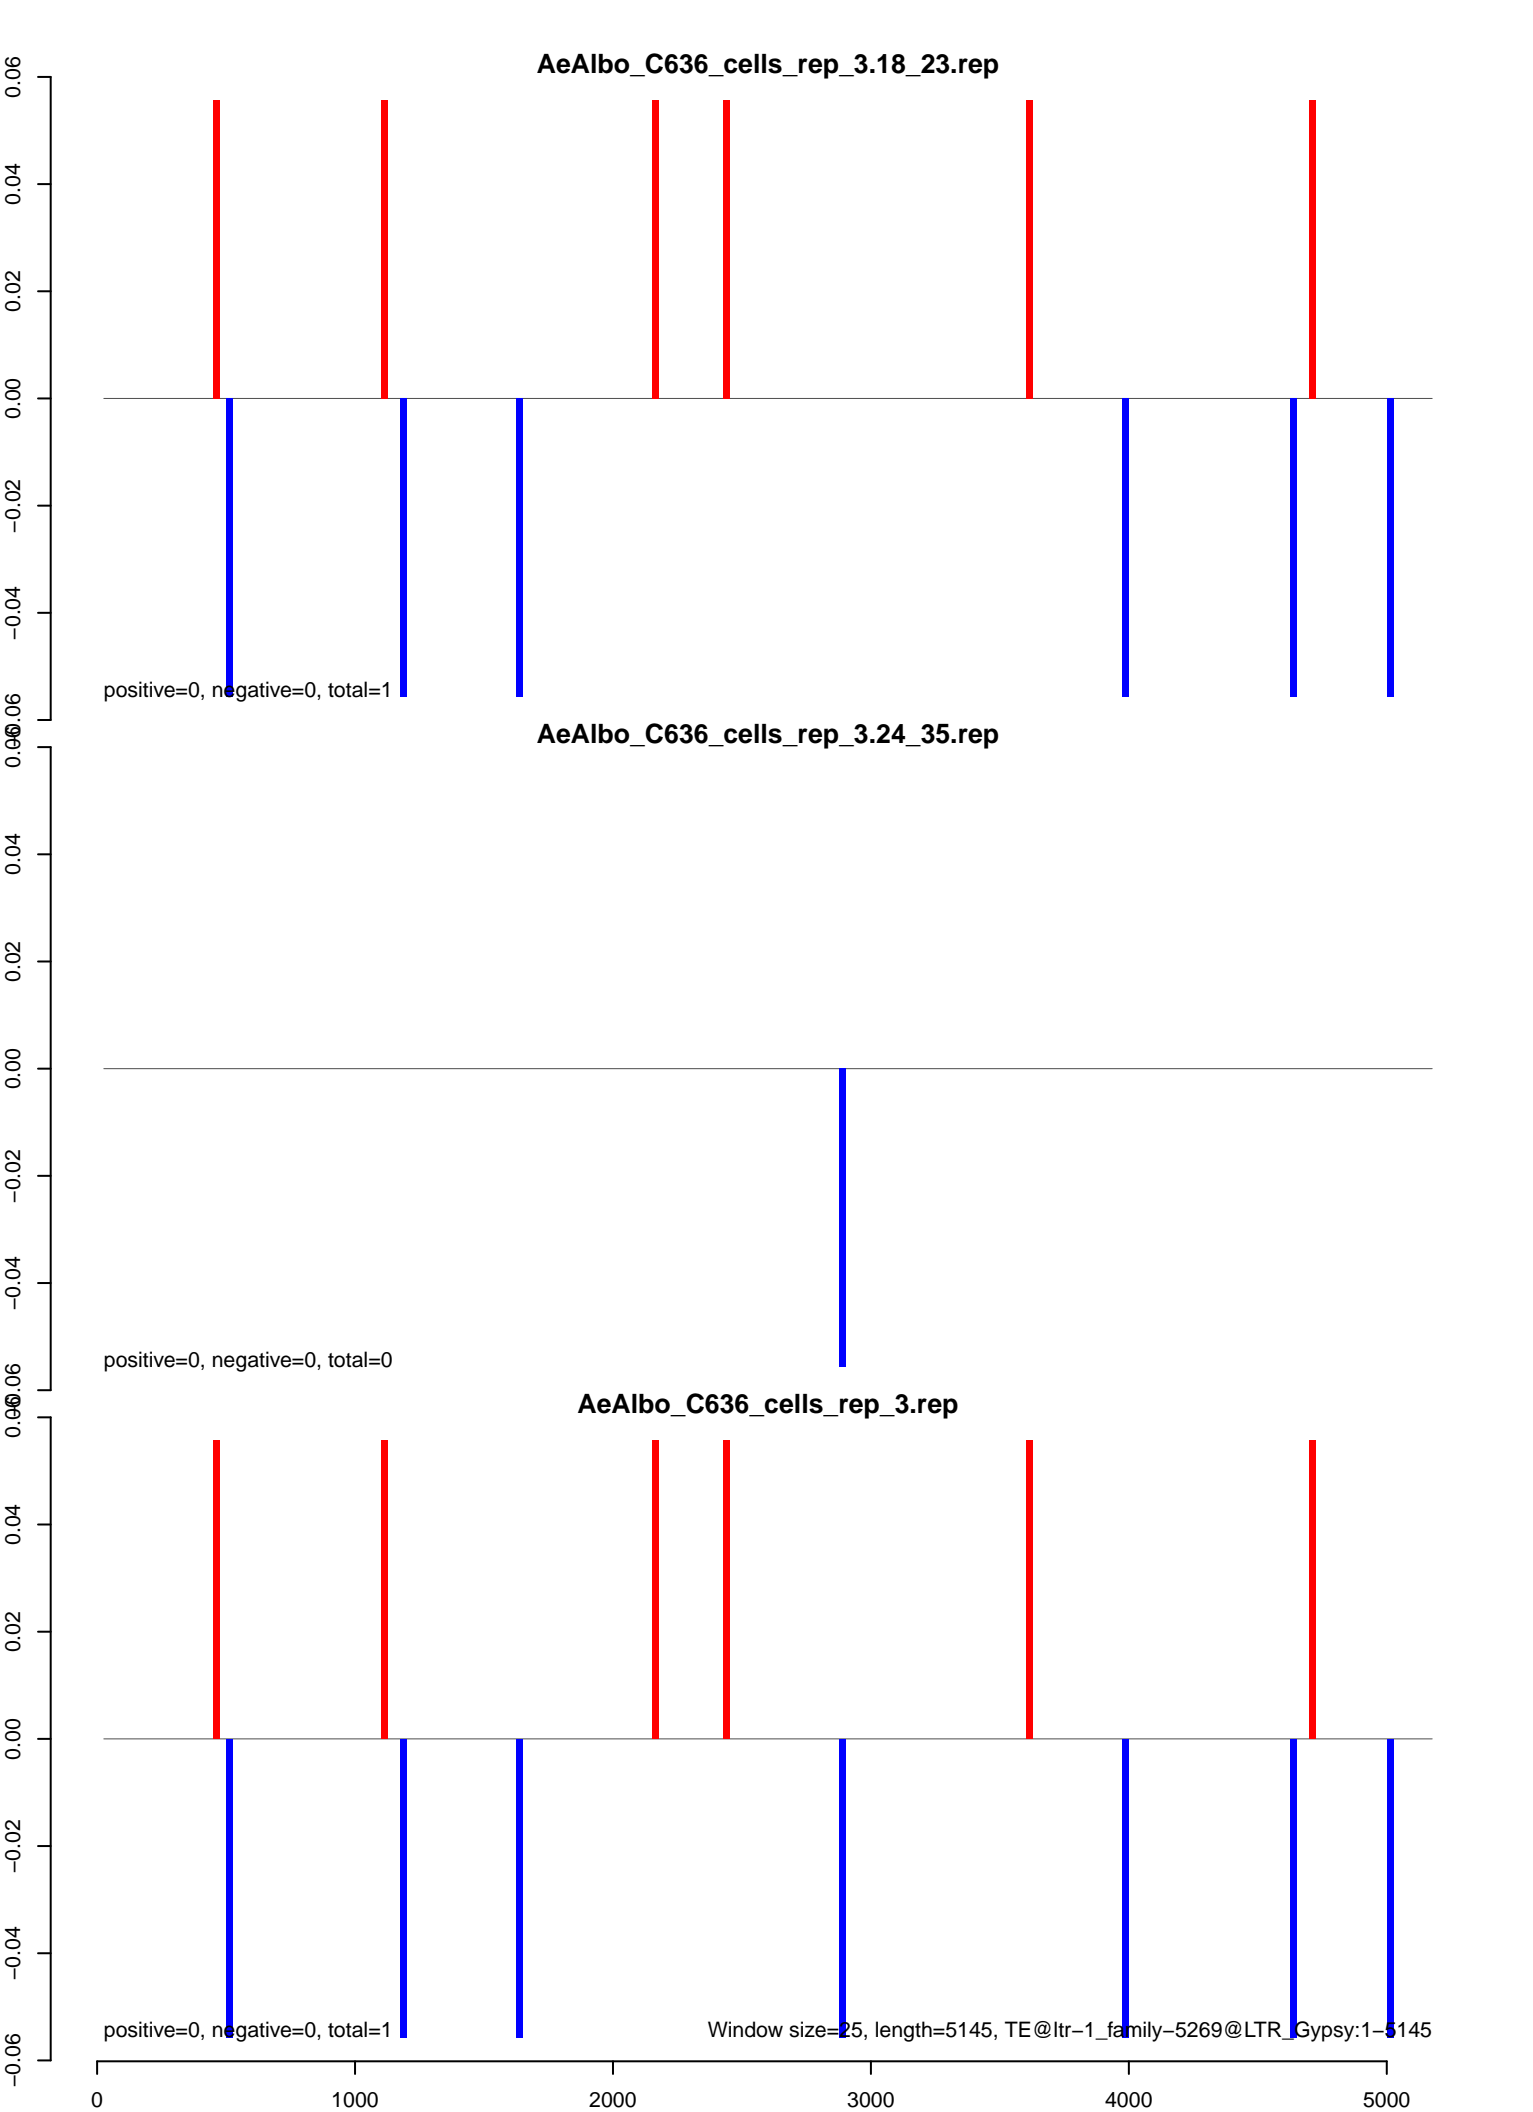 AeAlbo_C636_cells_rep_3.18_23.rep
0.06
0.04
0.02
0.00
−0.02
−0.04
−0.06
positive=0, negative=0, total=1
AeAlbo_C636_cells_rep_3.24_35.rep
0.06
0.04
0.02
0.00
−0.02
−0.04
−0.06
positive=0, negative=0, total=0
AeAlbo_C636_cells_rep_3.rep
0.06
0.04
0.02
0.00
−0.02
−0.04
−0.06
positive=0, negative=0, total=1
Window size=25, length=5145, TE@ltr−1_family−5269@LTR_Gypsy:1−5145
0 1000 2000 3000 4000 5000